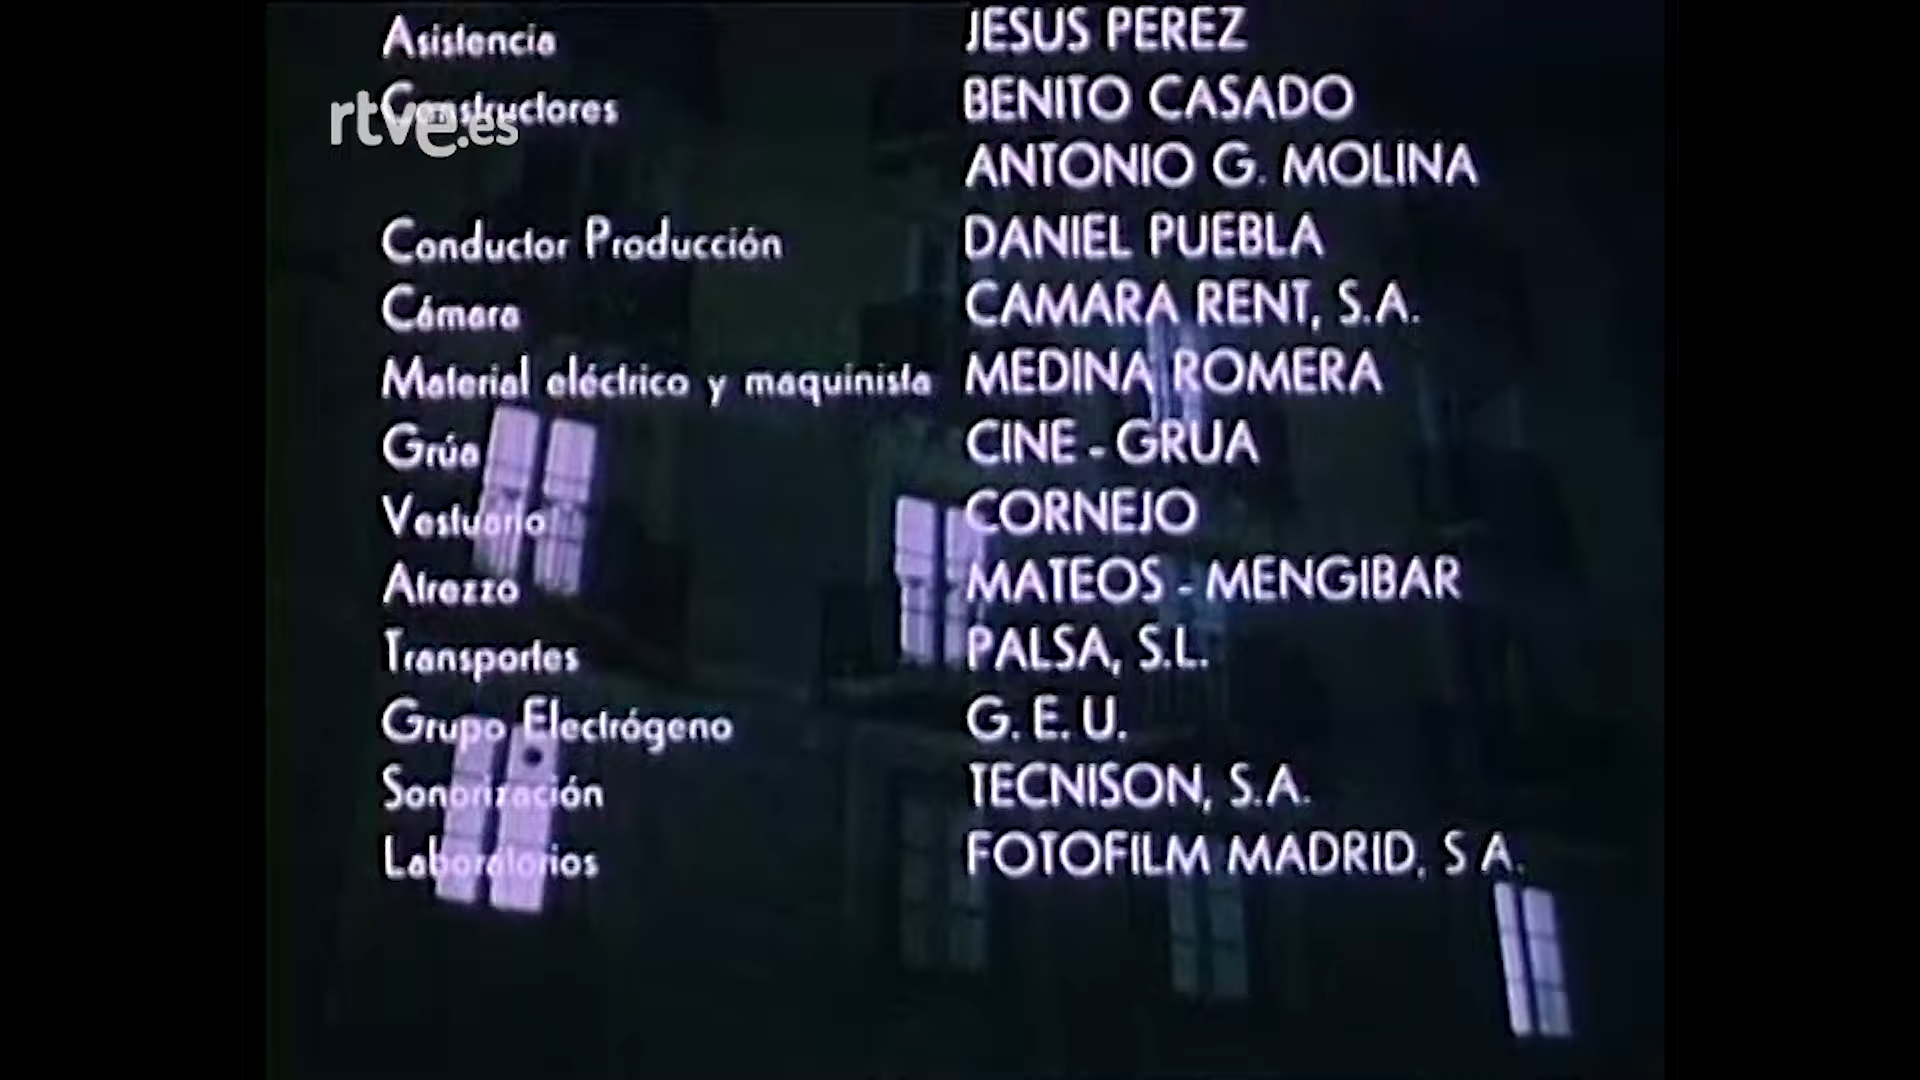 Asistencia JESUS PEREZ
rtve.es
Constructores BENITO CASADO
ANTONIO G. MOLINA
Conductor Producción DANIEL PUEBLA
Cámara CAMARA RENT, S.A.
Material eléctrico y maquinista MEDINA ROMERA
Grúa CINE - GRUA
Vestuario CORNEJO
Atrezzo MATEOS - MENGIBAR
Transportes PALSA, S.L.
Grupo Electrógeno G. E. U.
Sonorización TECNISON, S.A.
Laboratorios FOTOFILM MADRID, S A.